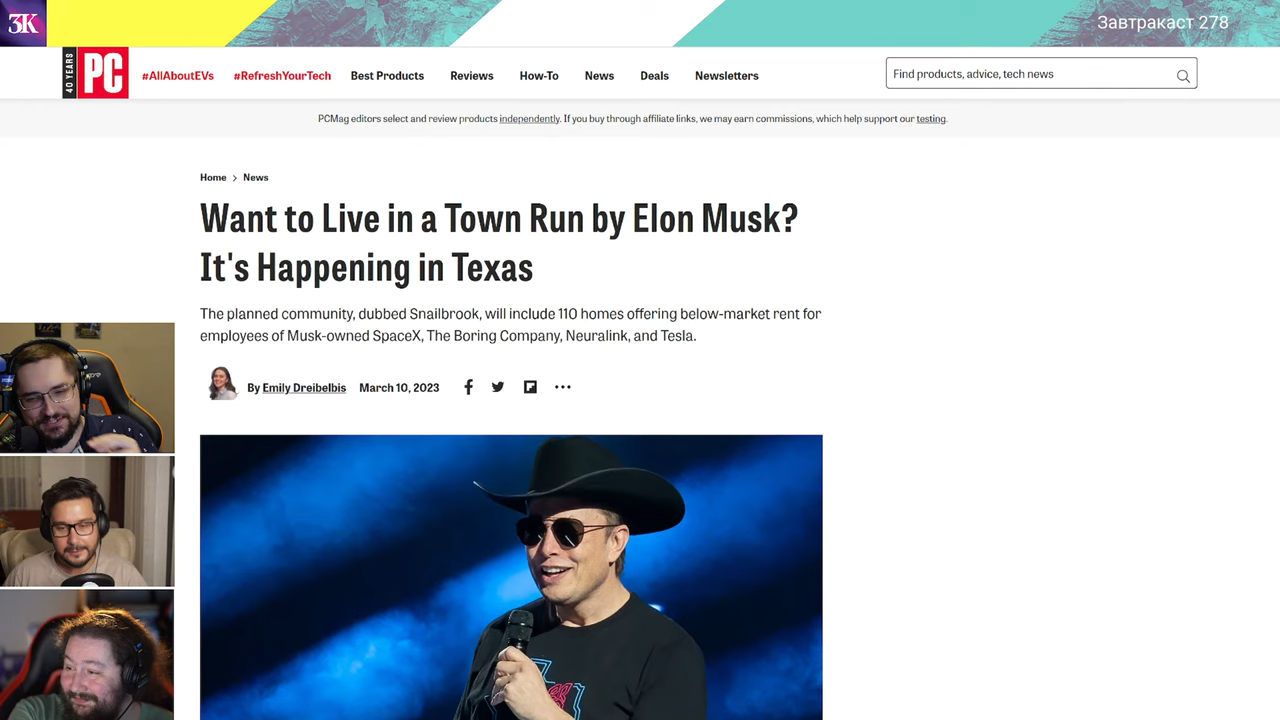 ЗК
Завтракаст 278
40 YEARS
PC
#AllAboutEVs
#RefreshYourTech
Best Products
Reviews
How-To
News
Deals
Newsletters
Find products, advice, tech news
PCMag editors select and review products independently. If you buy through affiliate links, we may earn commissions, which help support our testing.
Home > News
Want to Live in a Town Run by Elon Musk?
It's Happening in Texas
The planned community, dubbed Snailbrook, will include 110 homes offering below-market rent for
employees of Musk-owned SpaceX, The Boring Company, Neuralink, and Tesla.
By Emily Dreibelbis March 10, 2023